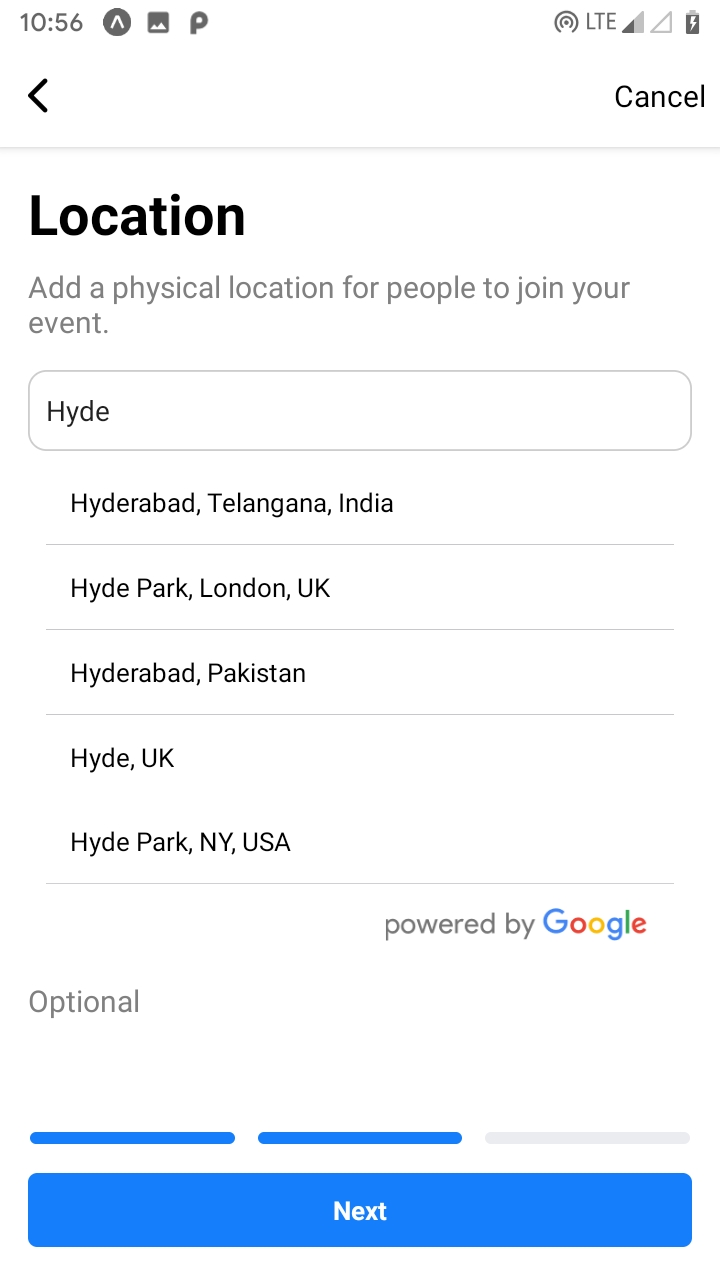 10:56 LTE
Cancel
Location
Add a physical location for people to join your
event.
Hyde
Hyderabad, Telangana, India
Hyde Park, London, UK
Hyderabad, Pakistan
Hyde, UK
Hyde Park, NY, USA
powered by Google
Optional
Next